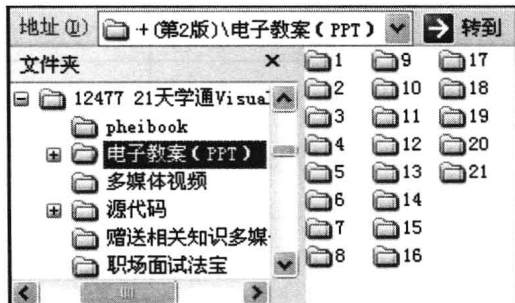 地址(D) + (第2版)\电子教案（PPT） 转到
文件夹 ×
12477 21天学通Visua
pheibook
电子教案（PPT）
多媒体视频
源代码
赠送相关知识多媒
职场面试法宝
1 9 17
2 10 18
3 11 19
4 12 20
5 13 21
6 14
7 15
8 16